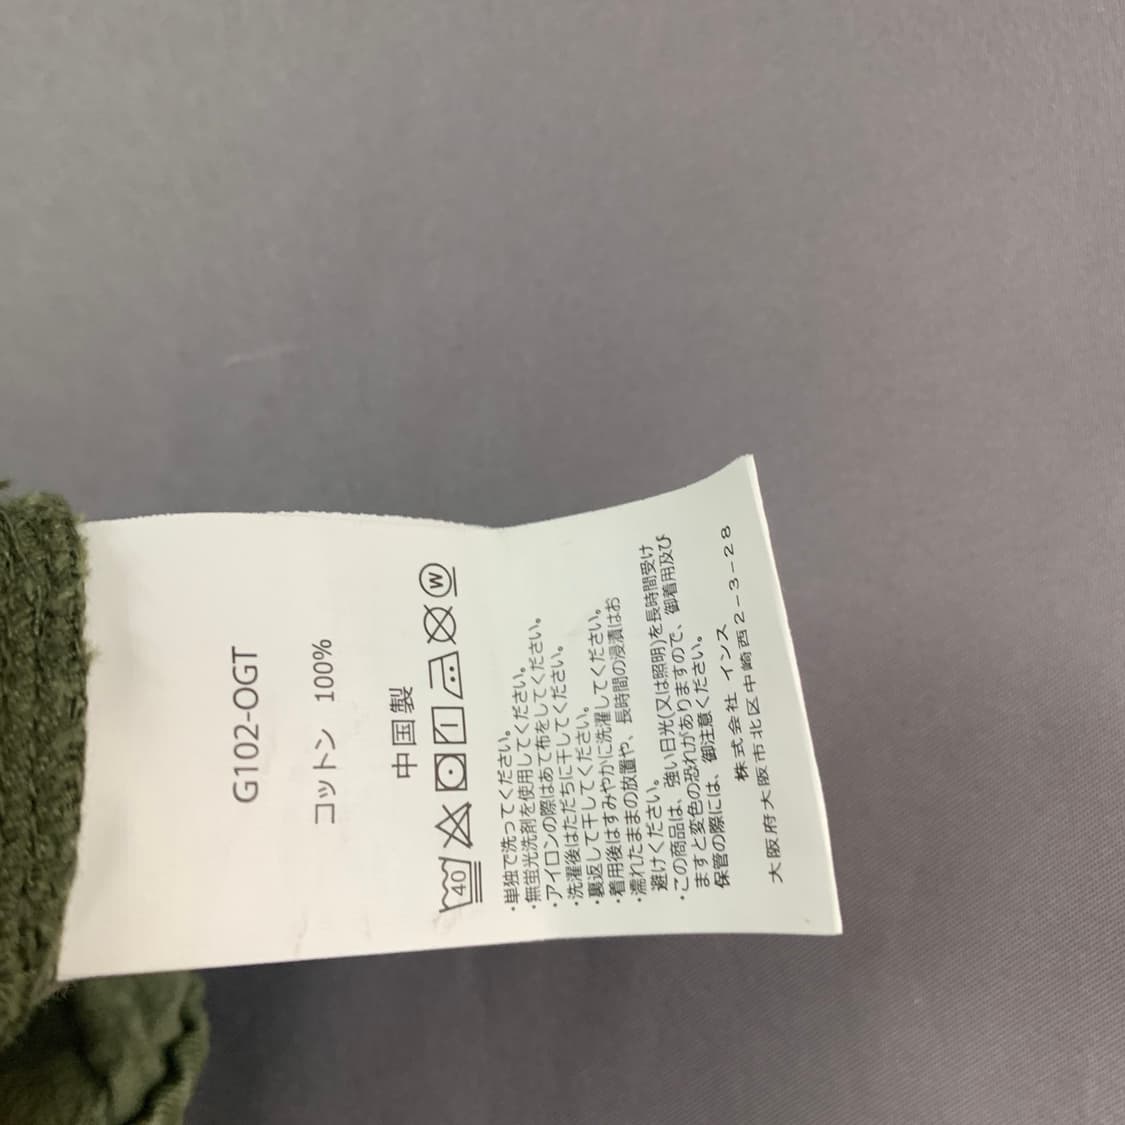 G102-OGT
コットン 100%
中国製
40 W
・単独で洗ってください。
・無蛍光洗剤を使用してください。
・アイロンの際はあて布をしてください。
・洗濯後はただちに干してください。
・裏返して干してください。
・着用後はすみやかに洗濯してください。
・濡れたままの放置や、長時間の浸漬はお
避けください。
・この商品は、強い日光(又は照明)を長時間受け
ますと変色の恐れがありますので、御着用及び
保管の際には、御注意ください。
株式会社 インス
大阪府大阪市北区中崎西2-3-28